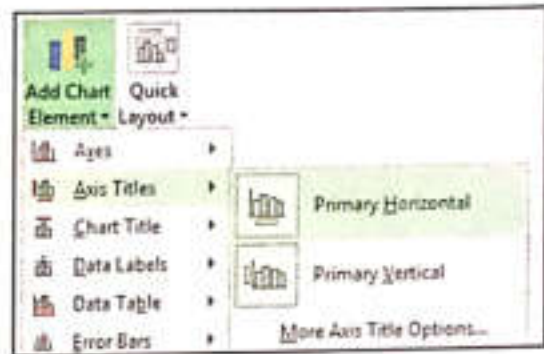 Add Chart Element
Quick Layout
Axes
Axis Titles
Chart Title
Data Labels
Data Table
Error Bars
Primary Horizontal
Primary Vertical
More Axis Title Options...